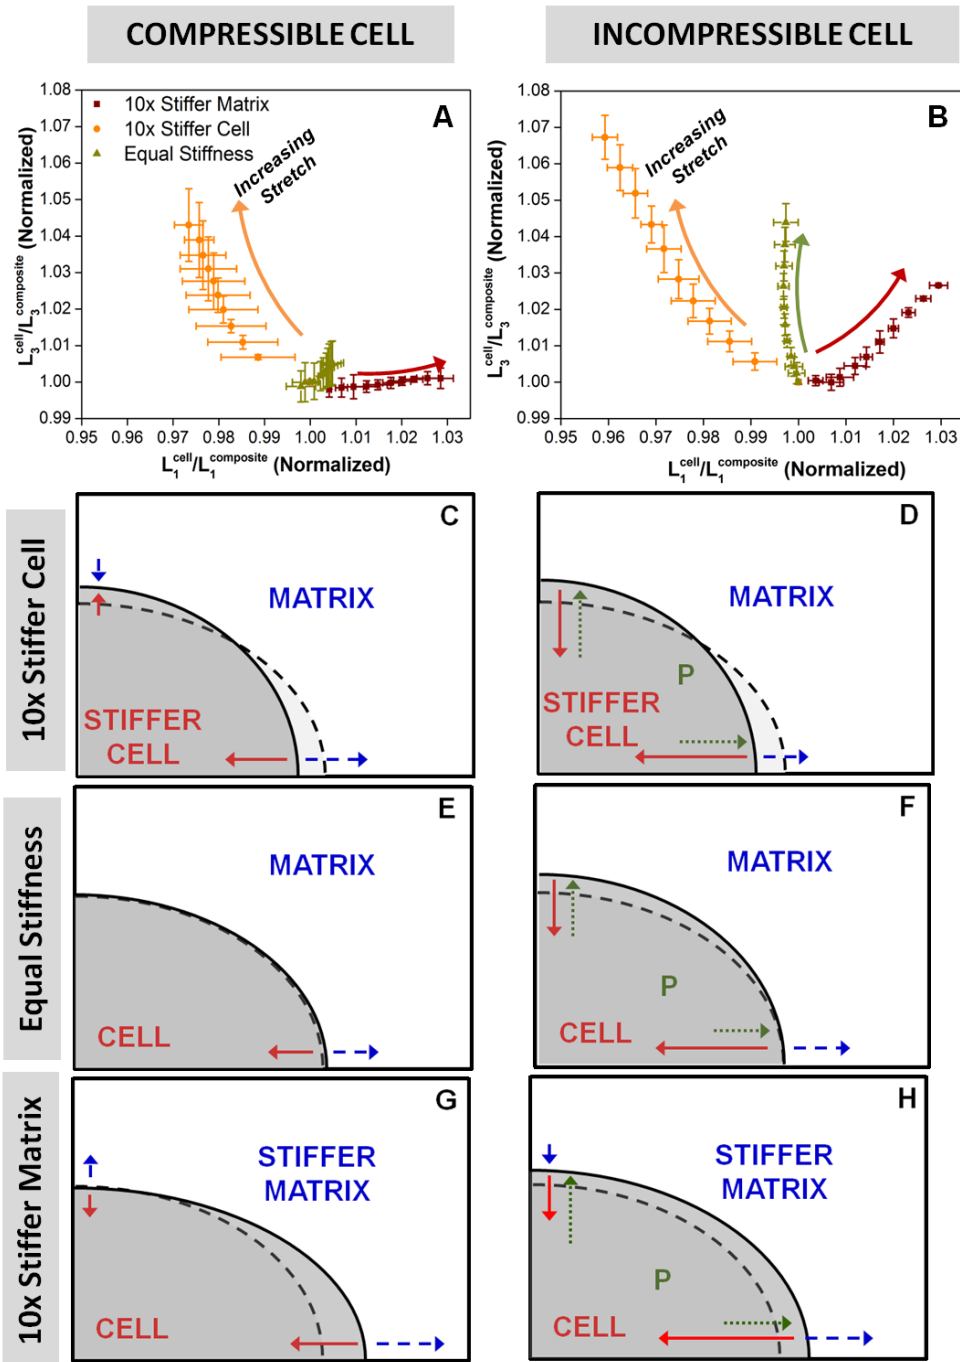 COMPRESSIBLE CELL
INCOMPRESSIBLE CELL
1.08
1.07
1.06
1.05
1.04
1.03
1.02
1.01
1.00
0.99
L3cell/L3composite (Normalized)
10x Stiffer Matrix
10x Stiffer Cell
Equal Stiffness
A
Increasing
Stretch
0.95 0.96 0.97 0.98 0.99 1.00 1.01 1.02 1.03
L1cell/L1composite (Normalized)
1.08
1.07
1.06
1.05
1.04
1.03
1.02
1.01
1.00
0.99
L3cell/L3composite (Normalized)
B
Increasing
Stretch
0.95 0.96 0.97 0.98 0.99 1.00 1.01 1.02 1.03
L1cell/L1composite (Normalized)
10x Stiffer Cell
C
MATRIX
STIFFER
CELL
D
MATRIX
P
STIFFER
CELL
Equal Stiffness
E
MATRIX
CELL
F
MATRIX
P
CELL
10x Stiffer Matrix
G
STIFFER
MATRIX
CELL
H
STIFFER
MATRIX
P
CELL